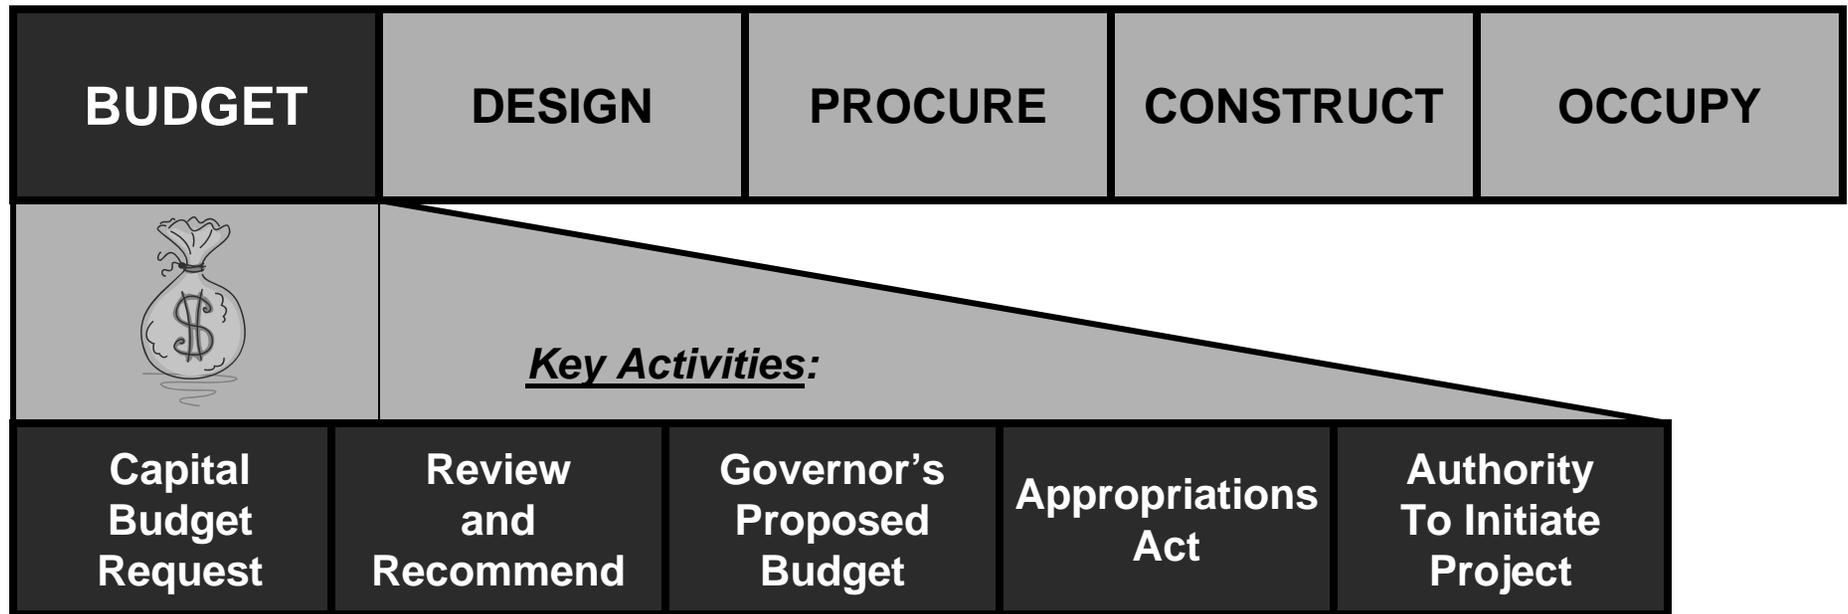 BUDGET
DESIGN
PROCURE
CONSTRUCT
OCCUPY
$
Key Activities:
Capital
Budget
Request
Review
and
Recommend
Governor’s
Proposed
Budget
Appropriations
Act
Authority
To Initiate
Project